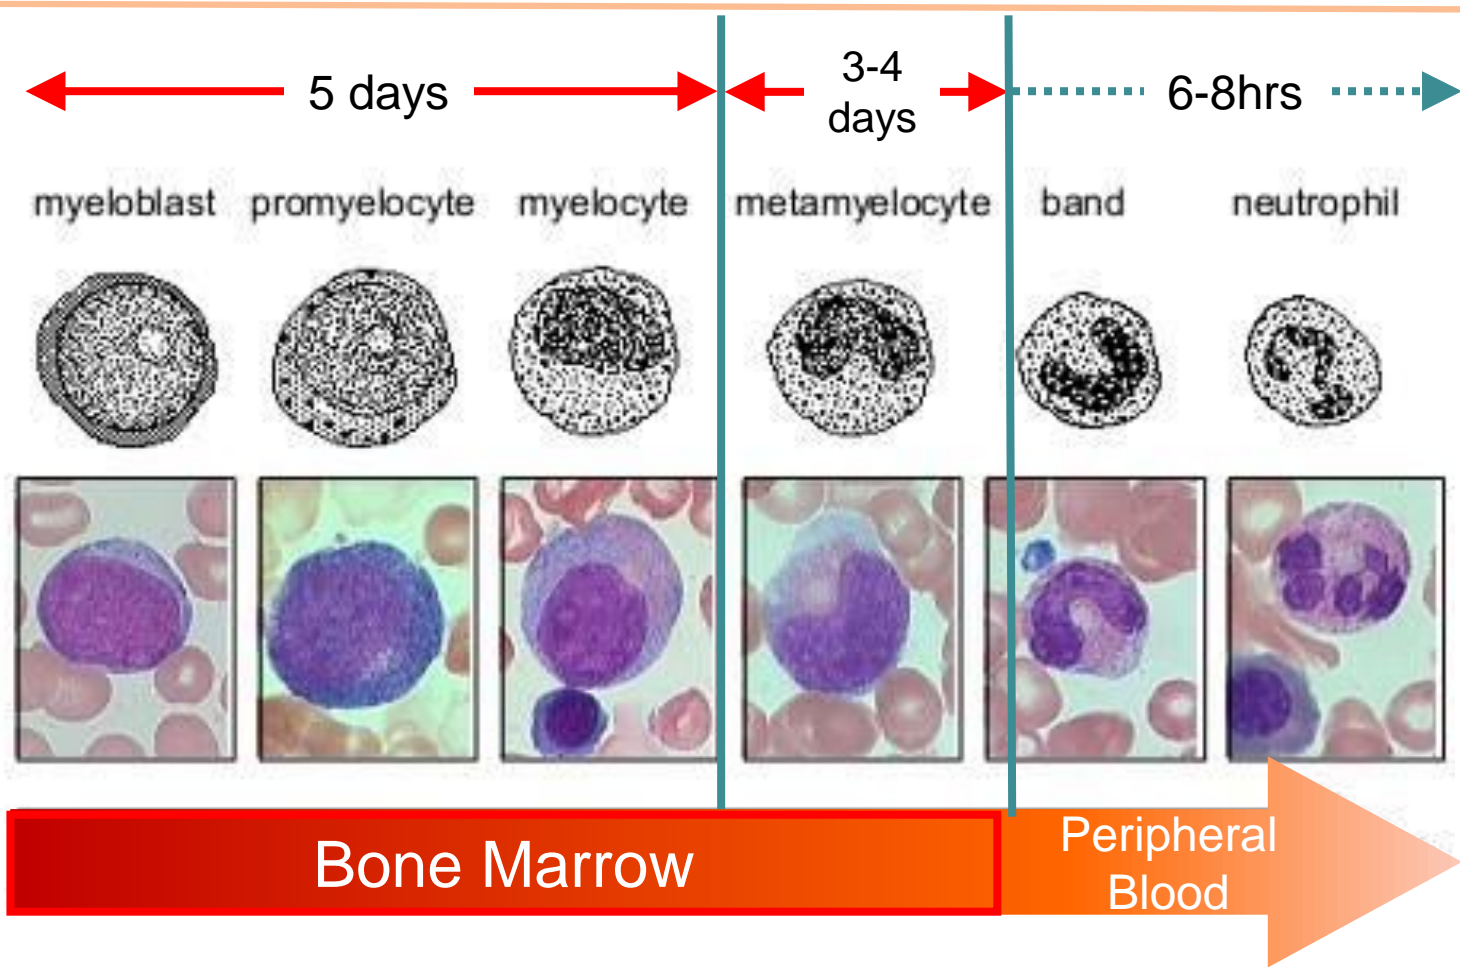 5 days
3-4
days
6-8hrs
myeloblast
promyelocyte
myelocyte
metamyelocyte
band
neutrophil
Bone Marrow
Peripheral
Blood